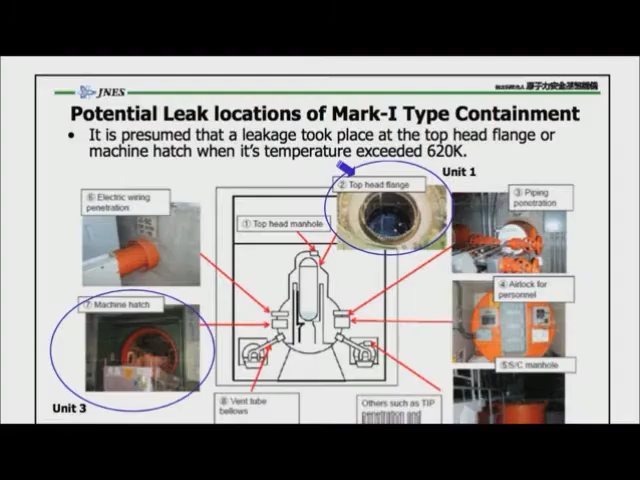 JNES
Potential Leak locations of Mark-I Type Containment
• It is presumed that a leakage took place at the top head flange or
machine hatch when it's temperature exceeded 620K.
Unit 1
② Top head flange
⑥ Electric wiring
penetration
③ Piping
penetration
① Top head manhole
④ Airlock for
personnel
⑦ Machine hatch
⑤S/C manhole
Unit 3
⑧ Vent tube
bellows
Others such as TIP
penetration and